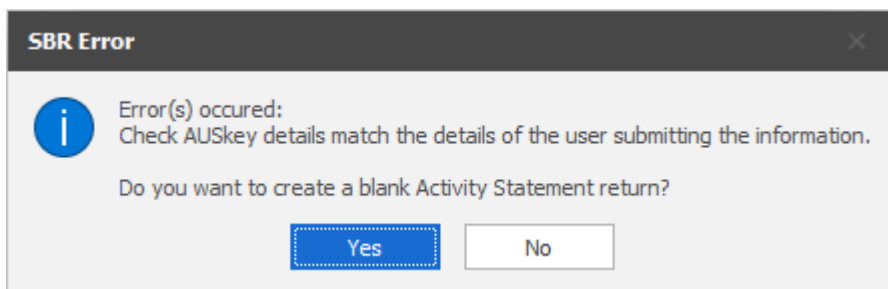 SBR Error
Error(s) occured:
Check AUSkey details match the details of the user submitting the information.
Do you want to create a blank Activity Statement return?
Yes
No